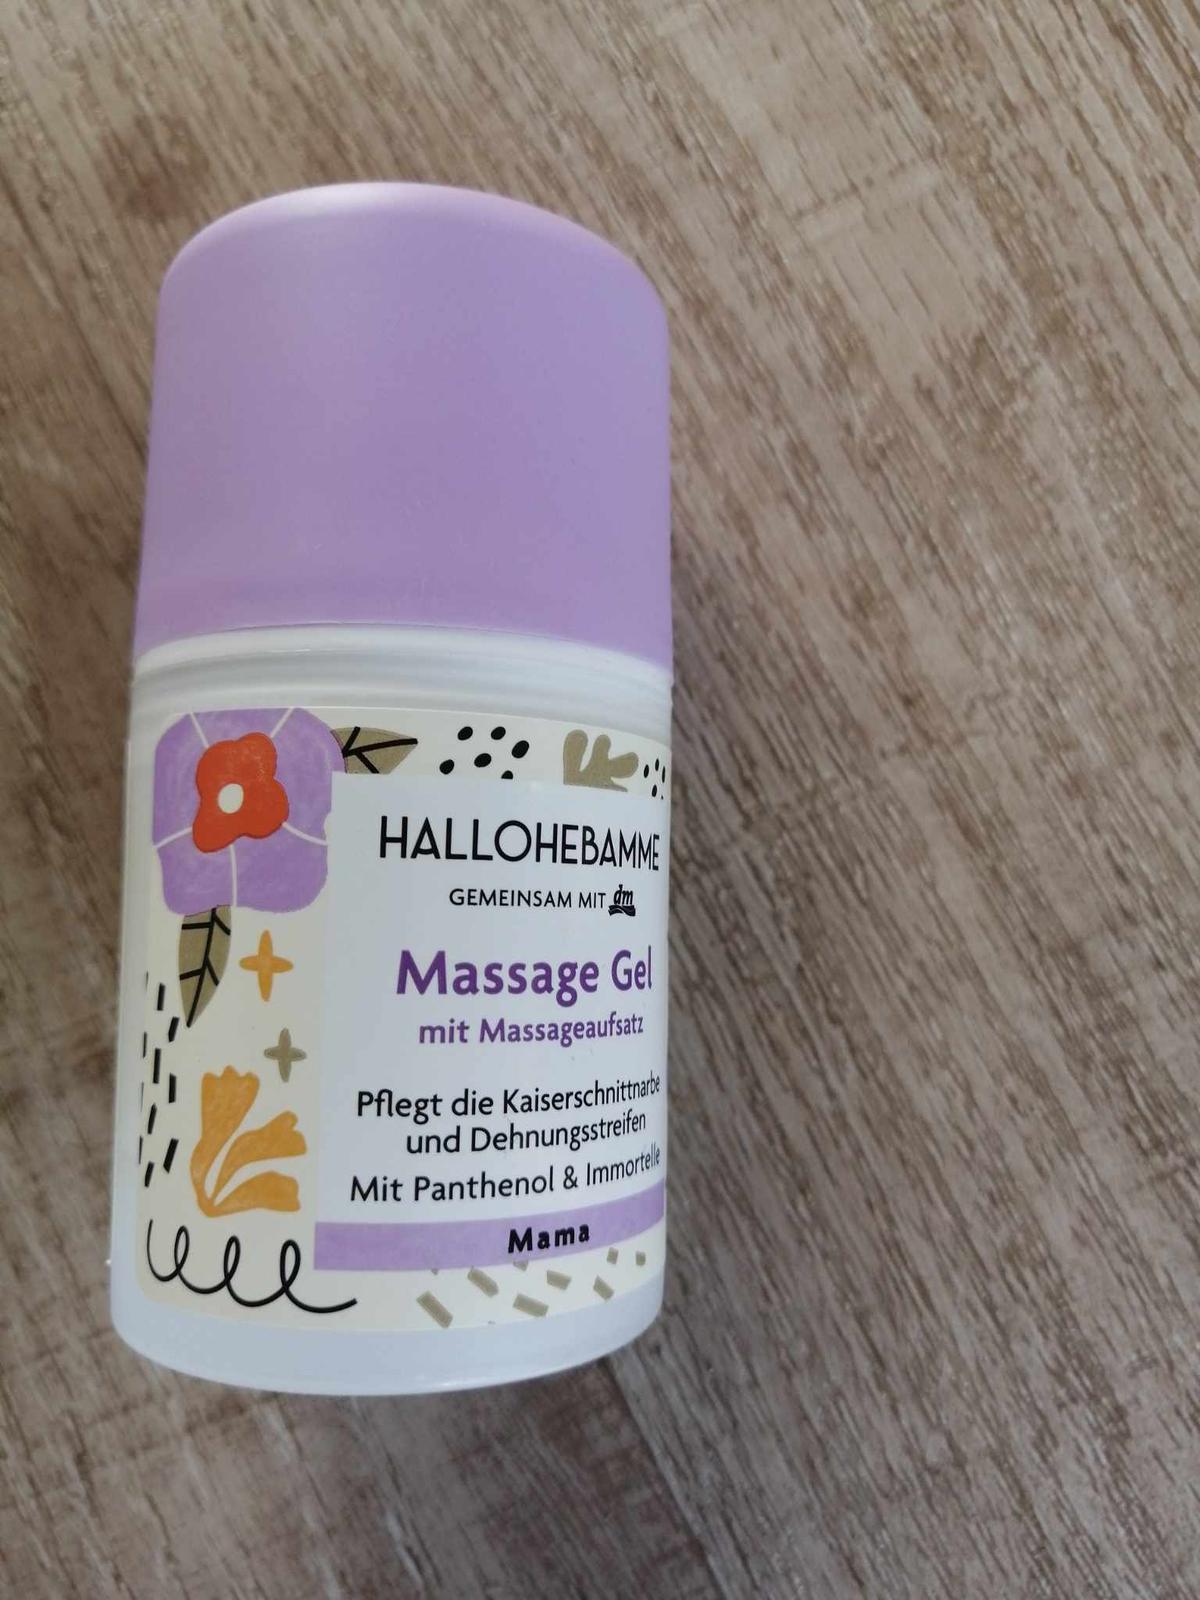 HALLOHEBAMME
GEMEINSAM MIT dm
Massage Gel
mit Massageaufsatz
Pflegt die Kaiserschnittnarbe
und Dehnungsstreifen
Mit Panthenol & Immortelle
Mama